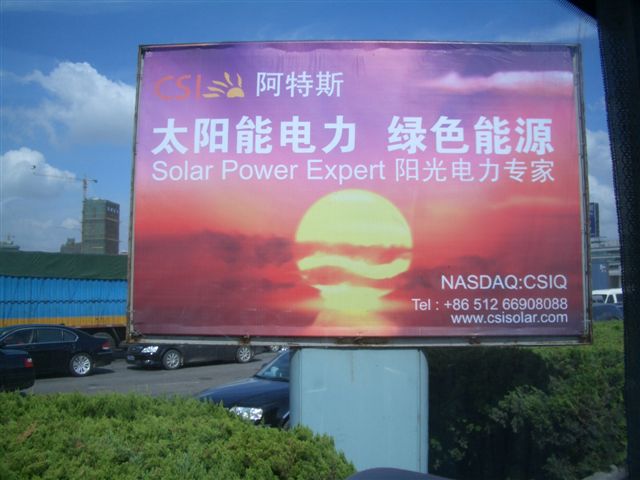 CSI 阿特斯
太阳能电力 绿色能源
Solar Power Expert 阳光电力专家
NASDAQ:CSIQ
Tel : +86 512 66908088
www.csisolar.com